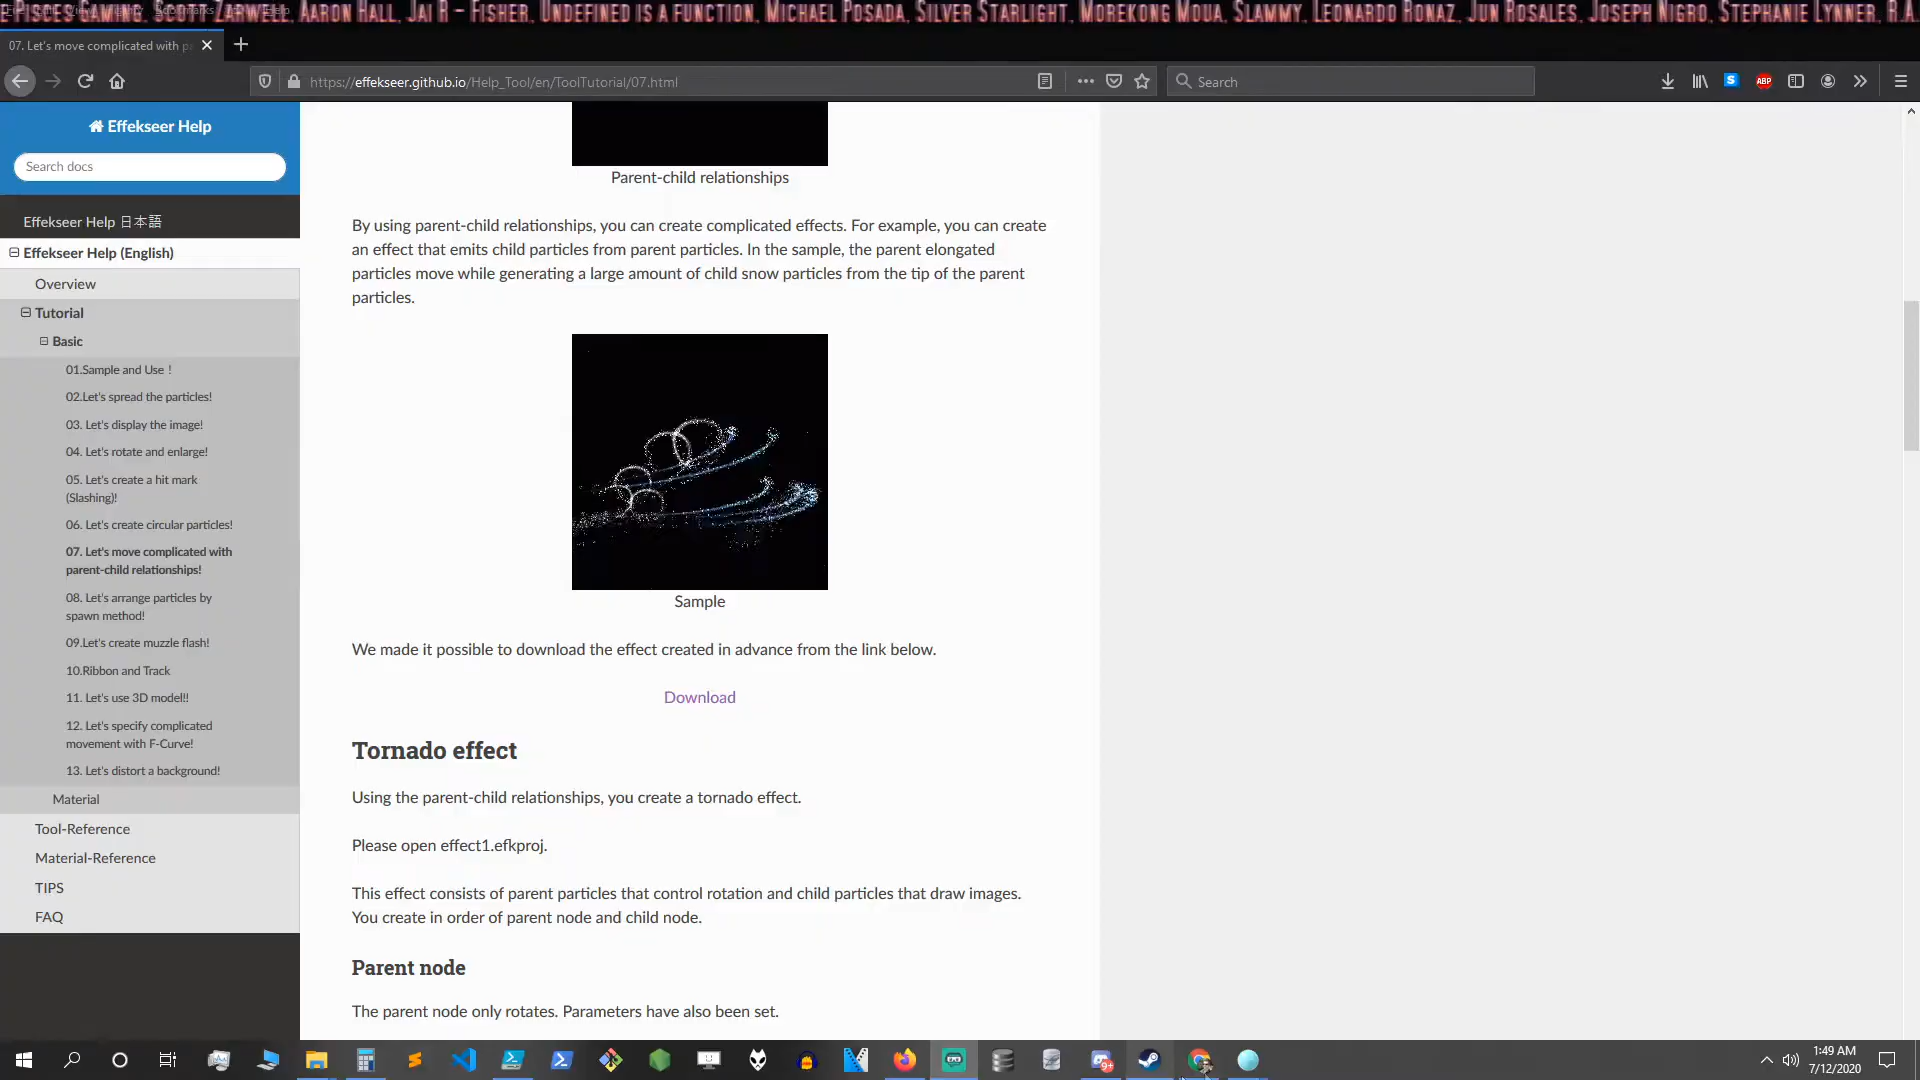 Aaron Hall, Jai R - Fisher, Undefined is a Function, Michael Posada, Silver Starlight, Morekong Moua, Slammy, Leonardo Ronaz, Jun Rosales, Joseph Nigro, Stephanie Lynner, R.A.
07. Let's move complicated with
https://effekseer.github.io/Help_Tool/en/ToolTutorial/07.html
Search
S
ABP
Effekseer Help
Search docs
Effekseer Help 日本語
Effekseer Help (English)
Overview
Tutorial
Basic
01.Sample and Use !
02.Let's spread the particles!
03. Let's display the image!
04. Let's rotate and enlarge!
05. Let's create a hit mark
(Slashing)!
06. Let's create circular particles!
07. Let's move complicated with
parent-child relationships!
08. Let's arrange particles by
spawn method!
09.Let's create muzzle flash!
10.Ribbon and Track
11. Let's use 3D model!!
12. Let's specify complicated
movement with F-Curve!
13. Let's distort a background!
Material
Tool-Reference
Material-Reference
TIPS
FAQ
Parent-child relationships
By using parent-child relationships, you can create complicated effects. For example, you can create
an effect that emits child particles from parent particles. In the sample, the parent elongated
particles move while generating a large amount of child snow particles from the tip of the parent
particles.
Sample
We made it possible to download the effect created in advance from the link below.
Download
Tornado effect
Using the parent-child relationships, you create a tornado effect.
Please open effect1.efkproj.
This effect consists of parent particles that control rotation and child particles that draw images.
You create in order of parent node and child node.
Parent node
The parent node only rotates. Parameters have also been set.
9+
1:49 AM
7/12/2020